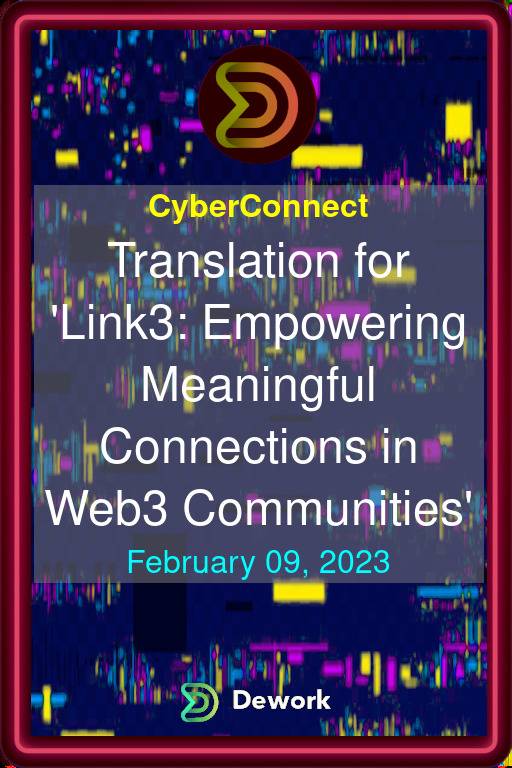 CyberConnect
Translation for
'Link3: Empowering
Meaningful
Connections in
Web3 Communities'
February 09, 2023
Dework